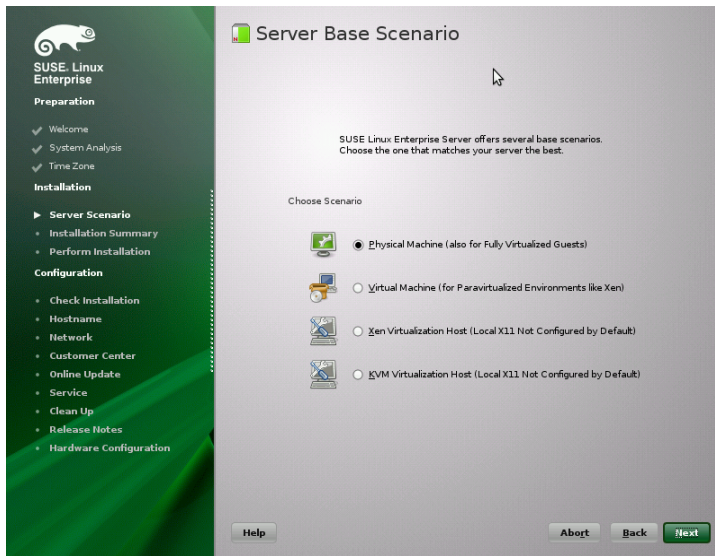 SUSE. Linux
Enterprise
Preparation
Welcome
System Analysis
Time Zone
Installation
Server Scenario
Installation Summary
Perform Installation
Configuration
Check Installation
Hostname
Network
Customer Center
Online Update
Service
Clean Up
Release Notes
Hardware Configuration
Server Base Scenario
SUSE Linux Enterprise Server offers several base scenarios.
Choose the one that matches your server the best.
Choose Scenario
Physical Machine (also for Fully Virtualized Guests)
Virtual Machine (for Paravirtualized Environments like Xen)
Xen Virtualization Host (Local X11 Not Configured by Default)
KVM Virtualization Host (Local X11 Not Configured by Default)
Help
Abort
Back
Next